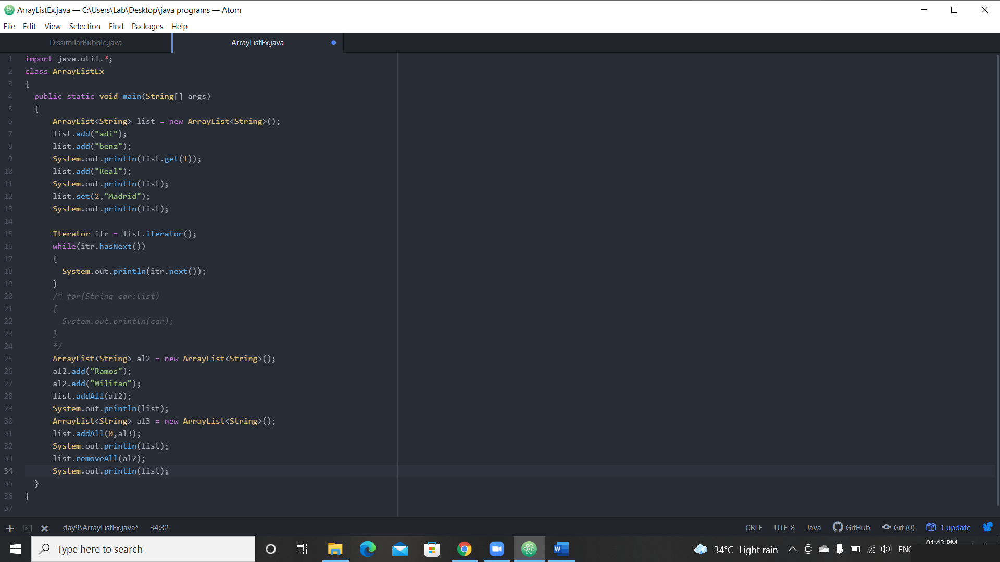 ArrayListEx.java — C:\Users\Lab\Desktop\java programs — Atom
File Edit View Selection Find Packages Help
DissimilarBubble.java ArrayListEx.java
1 import java.util.*;
2 class ArrayListEx
3 {
4 public static void main(String[] args)
5 {
6 ArrayList<String> list = new ArrayList<String>();
7 list.add("adi");
8 list.add("benz");
9 System.out.println(list.get(1));
10 list.add("Real");
11 System.out.println(list);
12 list.set(2,"Madrid");
13 System.out.println(list);
14
15 Iterator itr = list.iterator();
16 while(itr.hasNext())
17 {
18 System.out.println(itr.next());
19 }
20 /* for(String car:list)
21 {
22 System.out.println(car);
23 }
24 */
25 ArrayList<String> al2 = new ArrayList<String>();
26 al2.add("Ramos");
27 al2.add("Militao");
28 list.addAll(al2);
29 System.out.println(list);
30 ArrayList<String> al3 = new ArrayList<String>();
31 list.addAll(0,al3);
32 System.out.println(list);
33 list.removeAll(al2);
34 System.out.println(list);
35 }
36 }
37
day9\ArrayListEx.java* 34:32 CRLF UTF-8 Java GitHub Git (0) 1 update
Type here to search 34°C Light rain ENG 01:43 PM